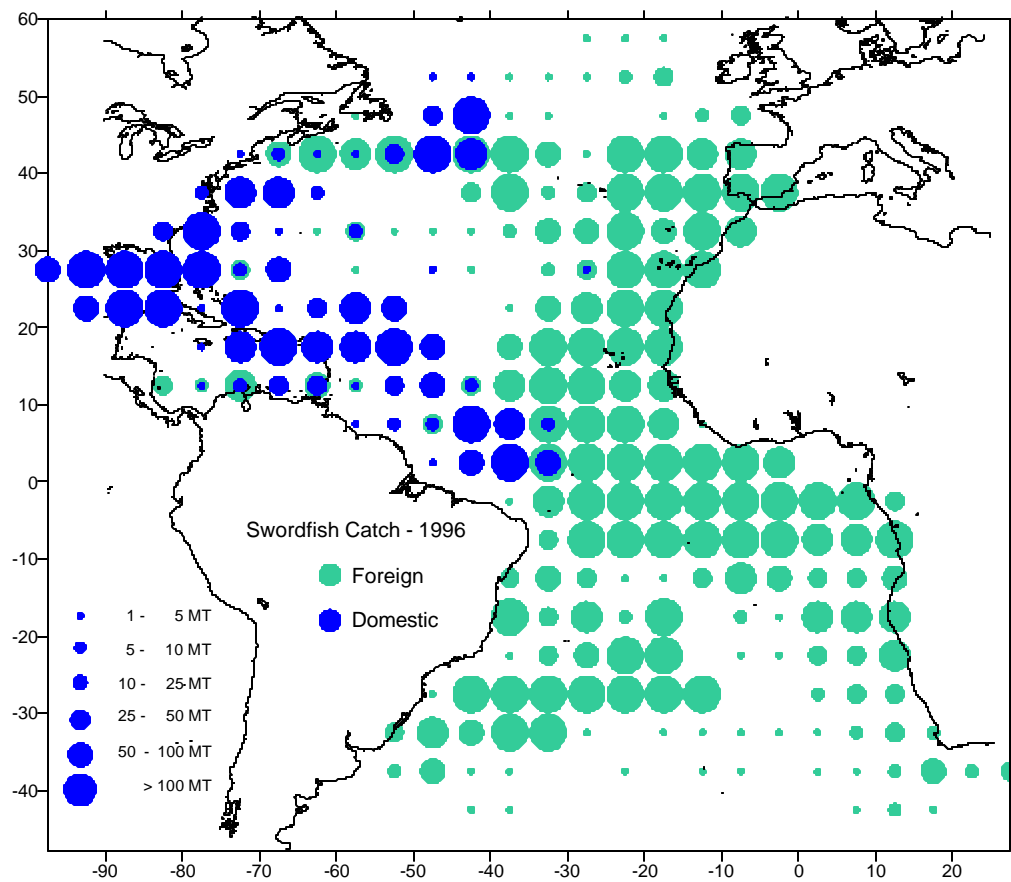 60
50
40
30
20
10
0
-10
-20
-30
-40
Swordfish Catch - 1996
Foreign
Domestic
1 - 5 MT
5 - 10 MT
10 - 25 MT
25 - 50 MT
50 - 100 MT
> 100 MT
-90 -80 -70 -60 -50 -40 -30 -20 -10 0 10 20